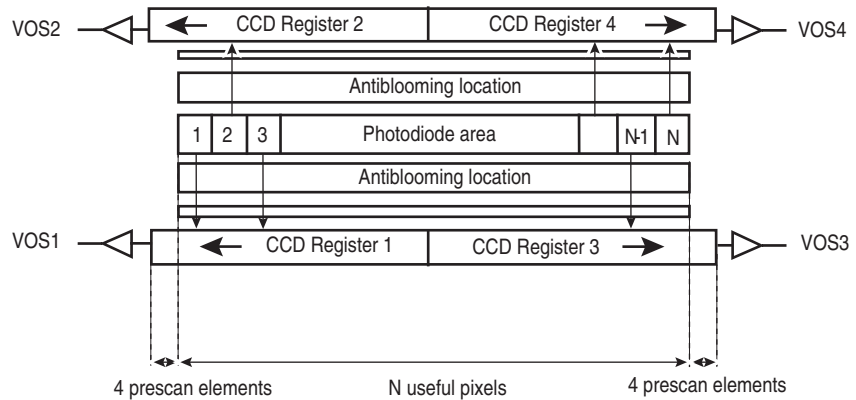 VOS2 CCD Register 2 CCD Register 4 VOS4
Antiblooming location
1 2 3 Photodiode area N-1 N
Antiblooming location
VOS1 CCD Register 1 CCD Register 3 VOS3
4 prescan elements N useful pixels 4 prescan elements